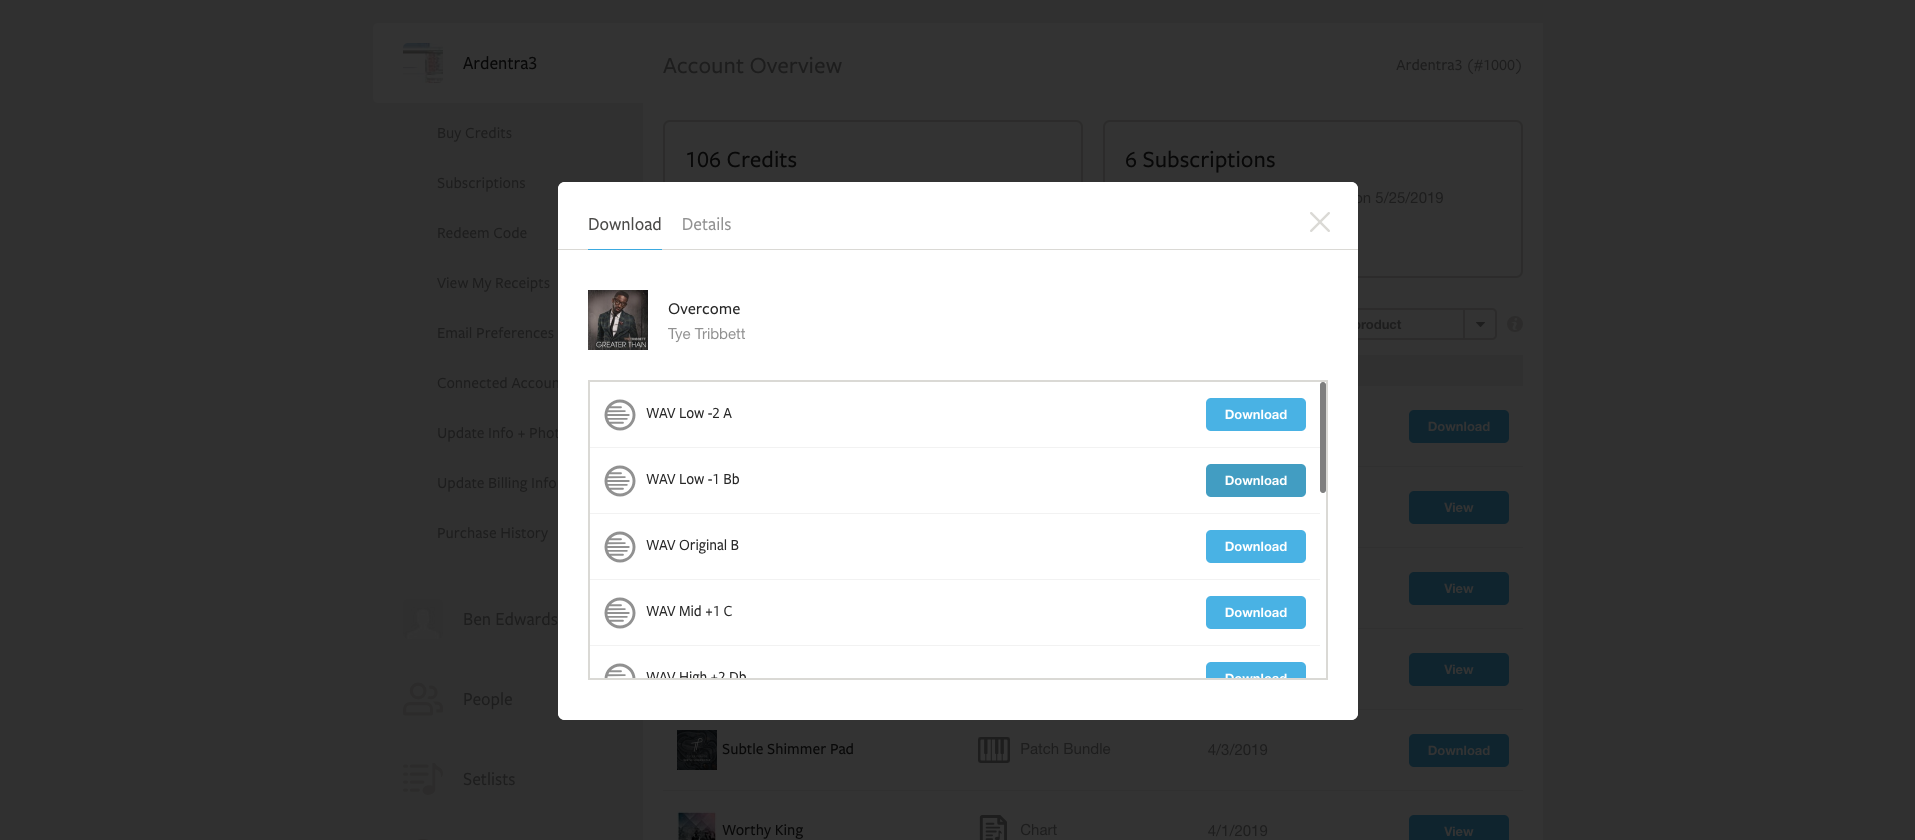 Ardentra3
Account Overview
Ardentra3 (#1000)
Buy Credits
Subscriptions
Redeem Code
View My Receipts
Email Preferences
Connected Accoun
Update Info + Phot
Update Billing Info
Purchase History
Ben Edwards
People
Setlists
106 Credits
6 Subscriptions
on 5/25/2019
product
Download
View
View
View
Download Details
Overcome
Tye Tribbett
GREATER THAN
WAV Low -2 A Download
WAV Low -1 Bb Download
WAV Original B Download
WAV Mid +1 C Download
WAV High +2 Db Download
Subtle Shimmer Pad Patch Bundle 4/3/2019 Download
Worthy King Chart 4/1/2019 View